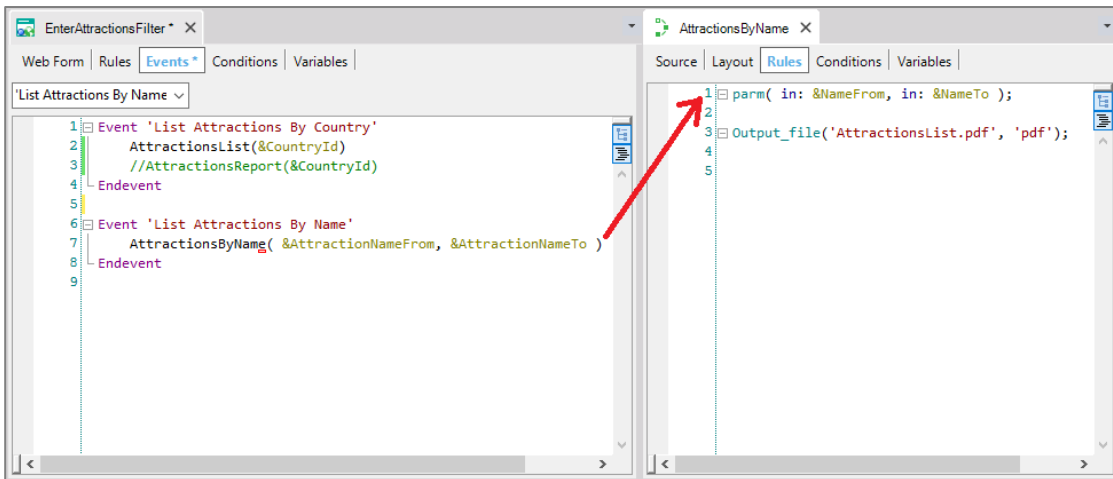 EnterAttractionsFilter * X
Web Form | Rules | Events * | Conditions | Variables
'List Attractions By Name
1 Event 'List Attractions By Country'
2 AttractionsList(&CountryId)
3 //AttractionsReport(&CountryId)
4 Endevent
5
6 Event 'List Attractions By Name'
7 AttractionsByName( &AttractionNameFrom, &AttractionNameTo )
8 Endevent
9
AttractionsByName X
Source | Layout | Rules | Conditions | Variables
1 parm( in: &NameFrom, in: &NameTo );
2
3 Output_file('AttractionsList.pdf', 'pdf');
4
5